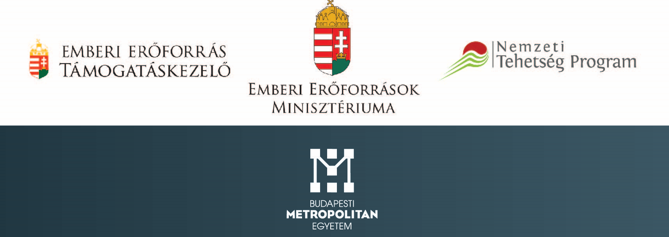 EMBERI ERŐFORRÁS
TÁMOGATÁSKEZELŐ
EMBERI ERŐFORRÁSOK
MINISZTÉRIUMA
Nemzeti
Tehetség Program
BUDAPESTI
METROPOLITAN
EGYETEM